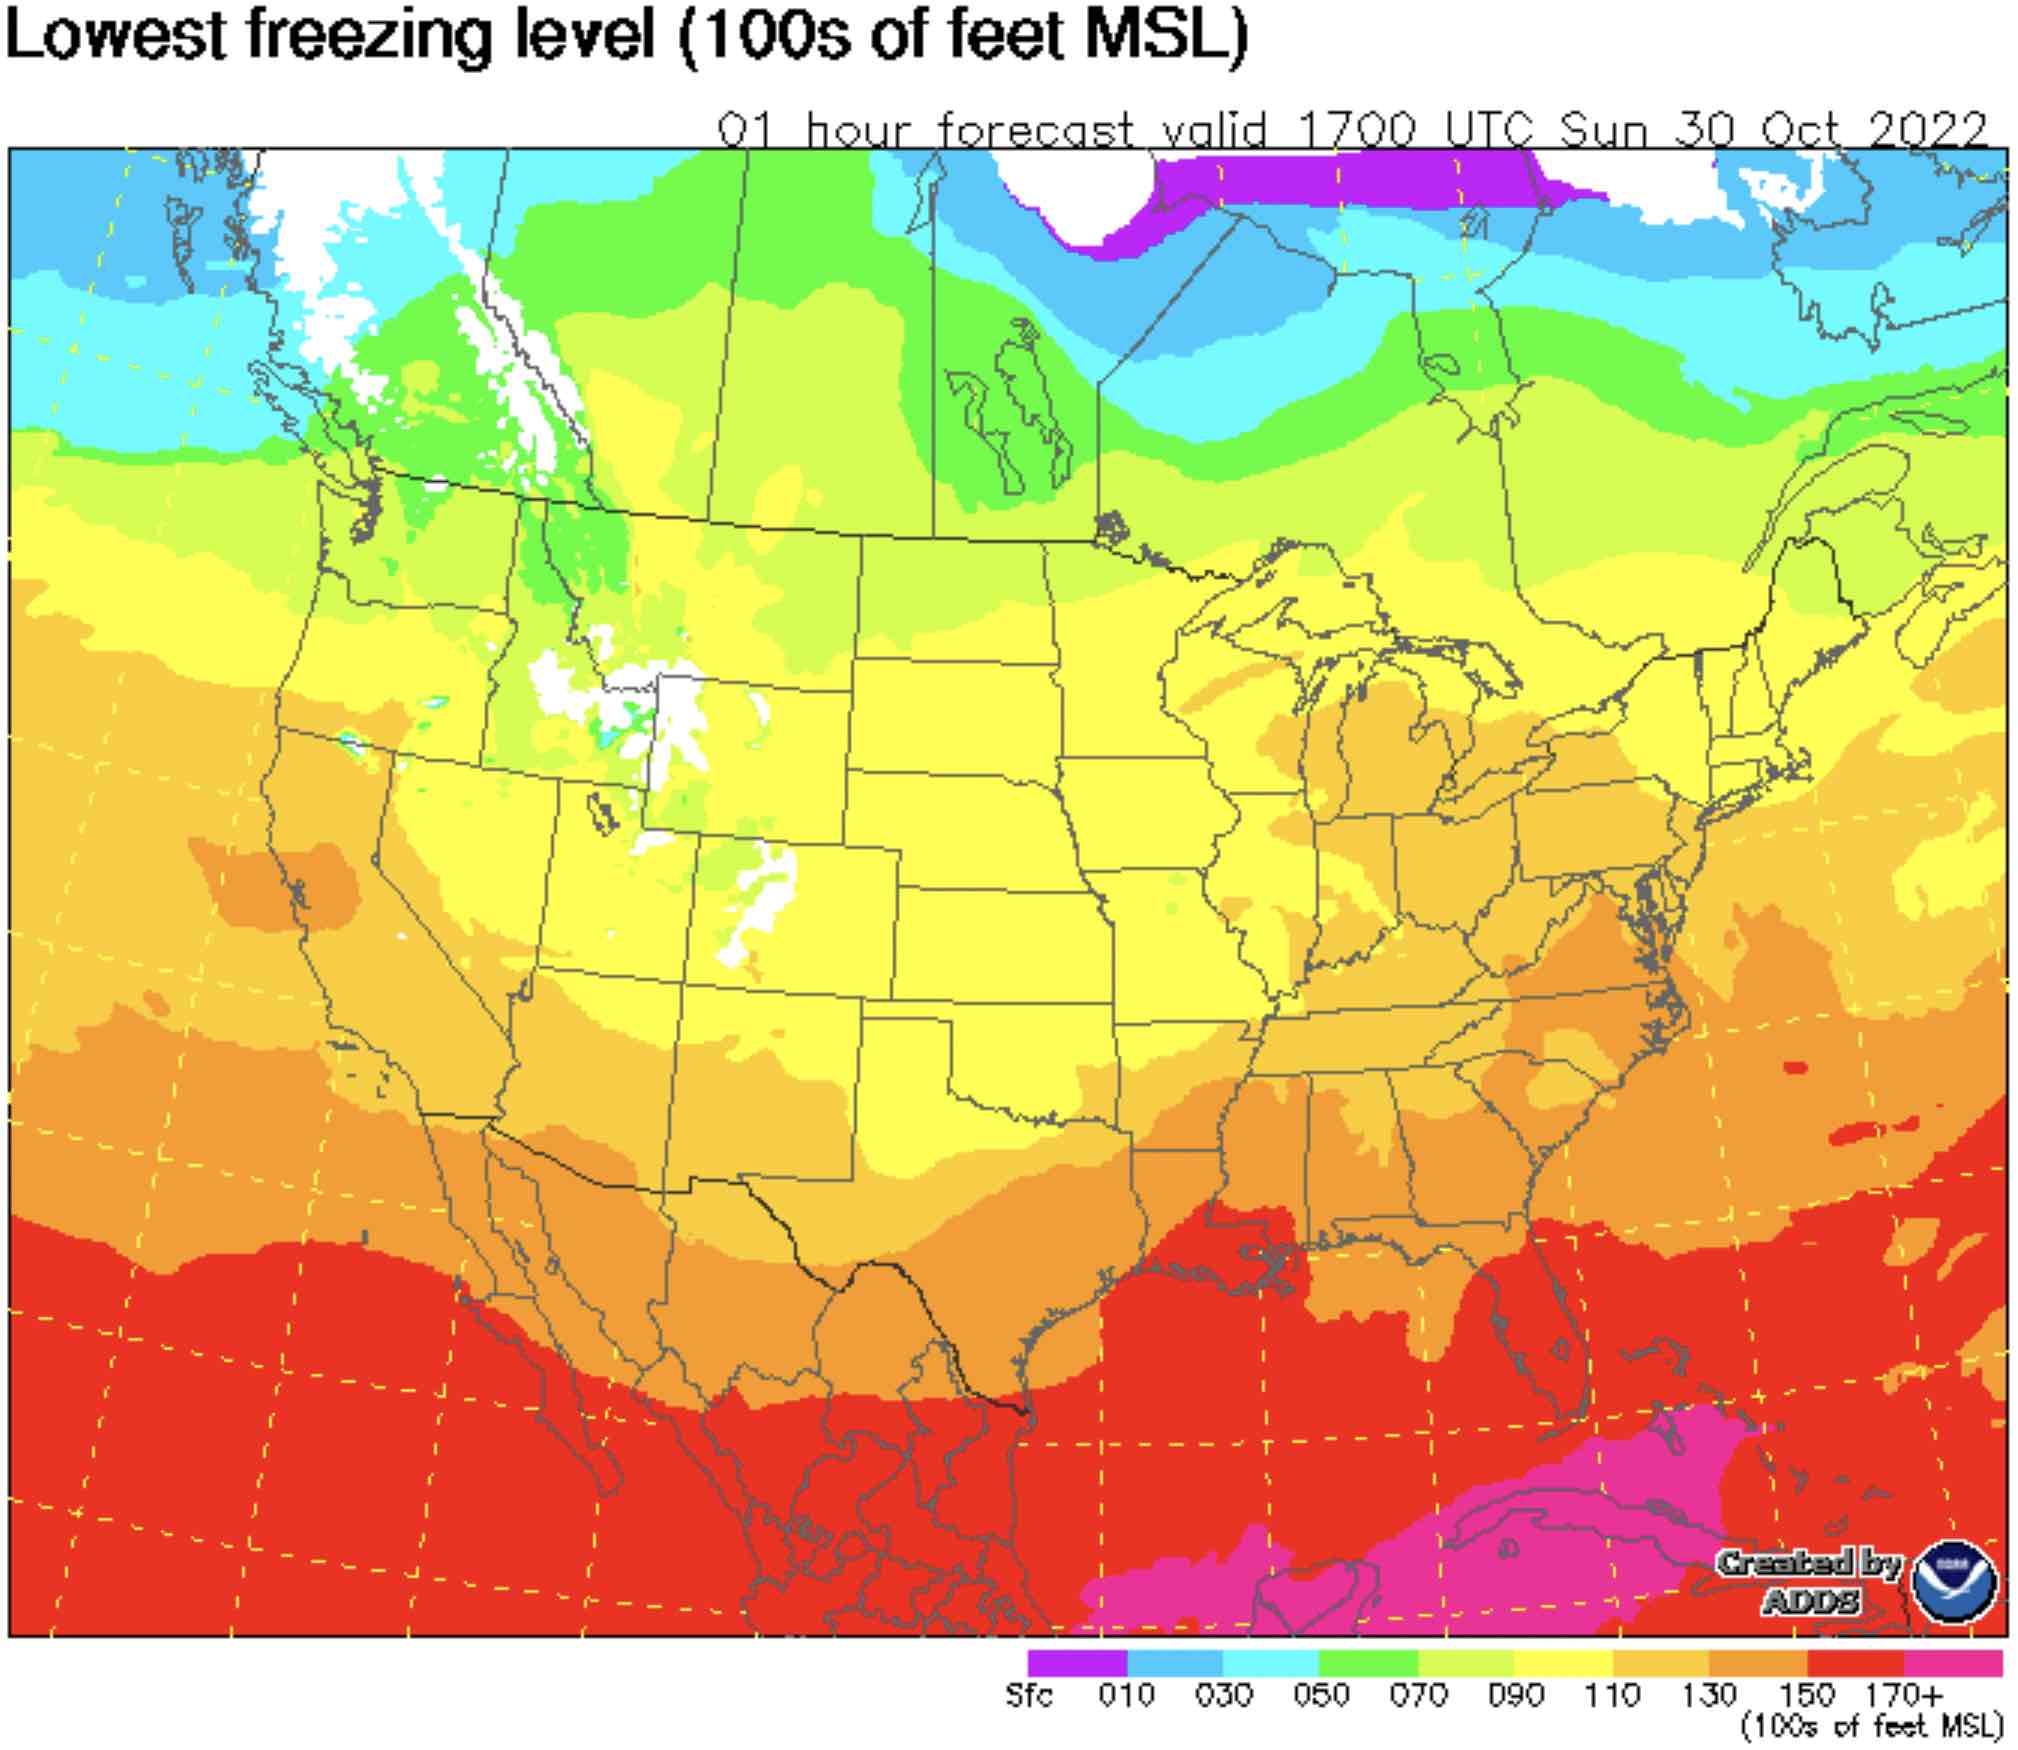 Lowest freezing level (100s of feet MSL)
01 hour forecast valid 1700 UTC Sun 30 Oct 2022
Created by
ADDS
Sfc 010 030 050 070 090 110 130 150 170+
(100s of feet MSL)